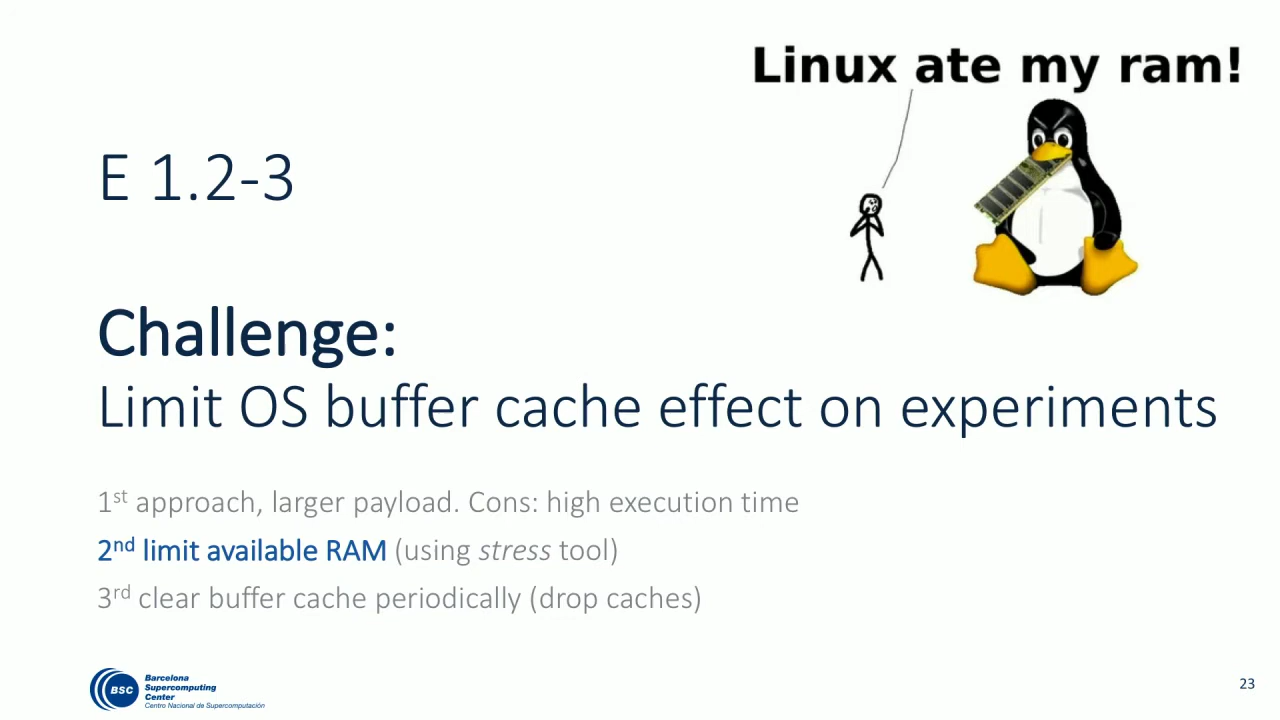 Linux ate my ram!
E 1.2-3
Challenge:
Limit OS buffer cache effect on experiments
1st approach, larger payload. Cons: high execution time
2nd limit available RAM (using stress tool)
3rd clear buffer cache periodically (drop caches)
BSC
Barcelona
Supercomputing
Center
Centro Nacional de Supercomputación
23